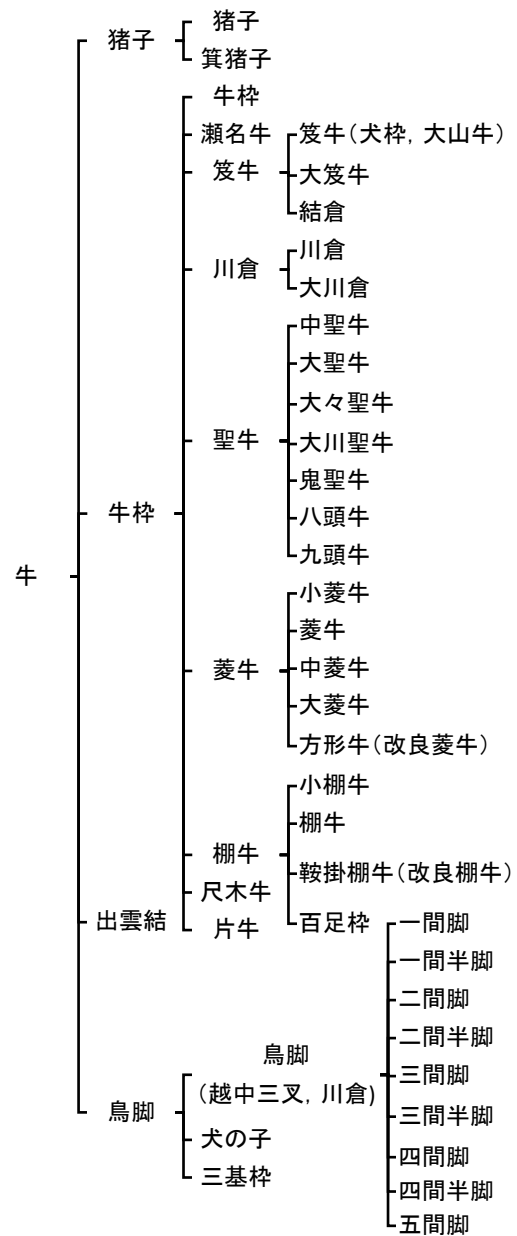 猪子
猪子
箕猪子
牛枠
瀬名牛
笈牛(犬枠, 大山牛)
笈牛
大笈牛
結倉
川倉
川倉
大川倉
中聖牛
大聖牛
大々聖牛
聖牛
大川聖牛
鬼聖牛
牛枠
八頭牛
九頭牛
牛
小菱牛
菱牛
菱牛
中菱牛
大菱牛
方形牛(改良菱牛)
小棚牛
棚牛
棚牛
鞍掛棚牛(改良棚牛)
尺木牛
出雲結
片牛
百足枠
一間脚
一間半脚
二間脚
二間半脚
鳥脚
(越中三叉, 川倉)
三間脚
鳥脚
三間半脚
犬の子
四間脚
三基枠
四間半脚
五間脚